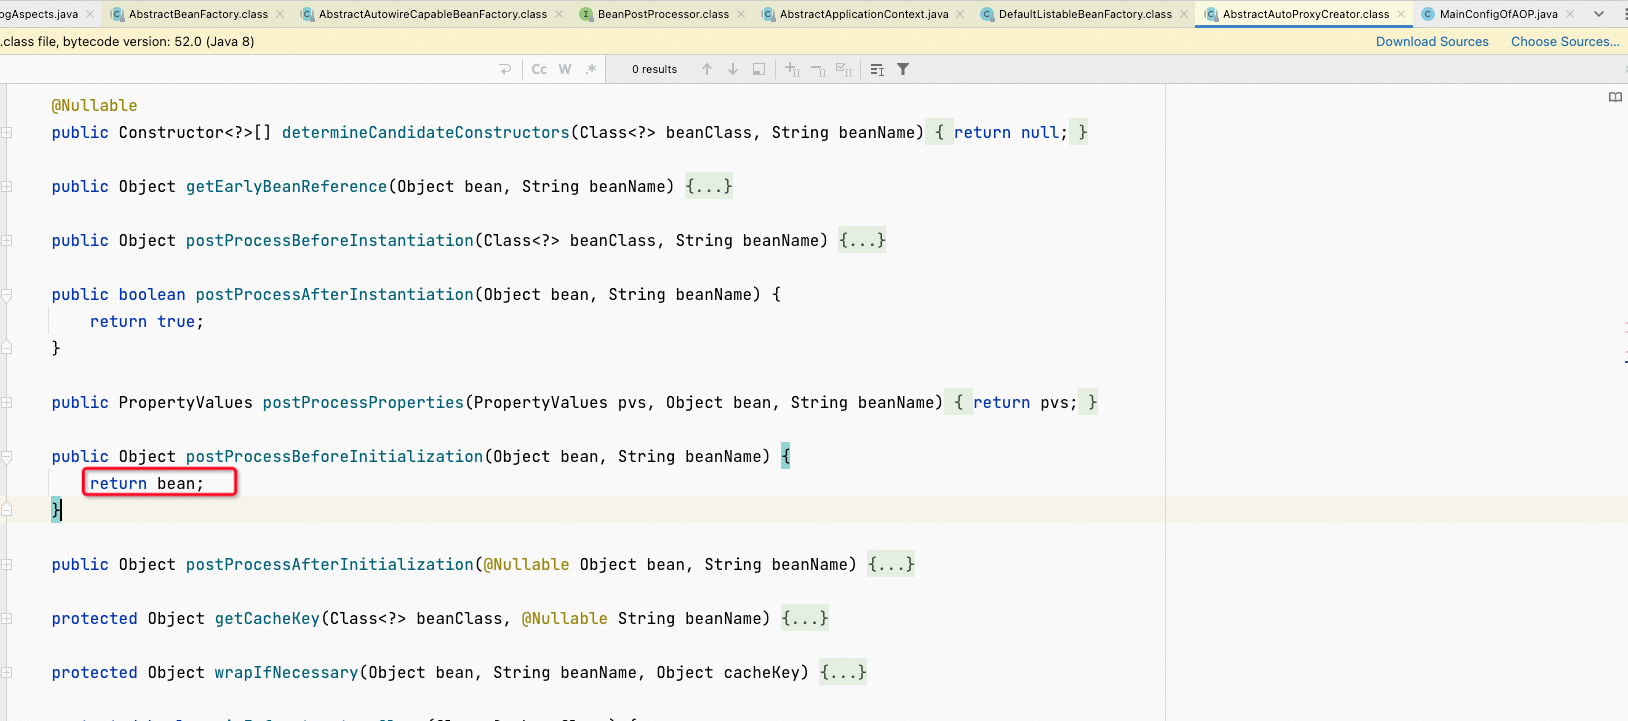 ogAspects.java AbstractBeanFactory.class AbstractAutowireCapableBeanFactory.class BeanPostProcessor.class AbstractApplicationContext.java DefaultListableBeanFactory.class AbstractAutoProxyCreator.class MainConfigOfAOP.java
.class file, bytecode version: 52.0 (Java 8) Download Sources Choose Sources...
Cc W .* 0 results
@Nullable
public Constructor<?>[] determineCandidateConstructors(Class<?> beanClass, String beanName) { return null; }
public Object getEarlyBeanReference(Object bean, String beanName) {...}
public Object postProcessBeforeInstantiation(Class<?> beanClass, String beanName) {...}
public boolean postProcessAfterInstantiation(Object bean, String beanName) {
return true;
}
public PropertyValues postProcessProperties(PropertyValues pvs, Object bean, String beanName) { return pvs; }
public Object postProcessBeforeInitialization(Object bean, String beanName) {
return bean;
}
public Object postProcessAfterInitialization(@Nullable Object bean, String beanName) {...}
protected Object getCacheKey(Class<?> beanClass, @Nullable String beanName) {...}
protected Object wrapIfNecessary(Object bean, String beanName, Object cacheKey) {...}